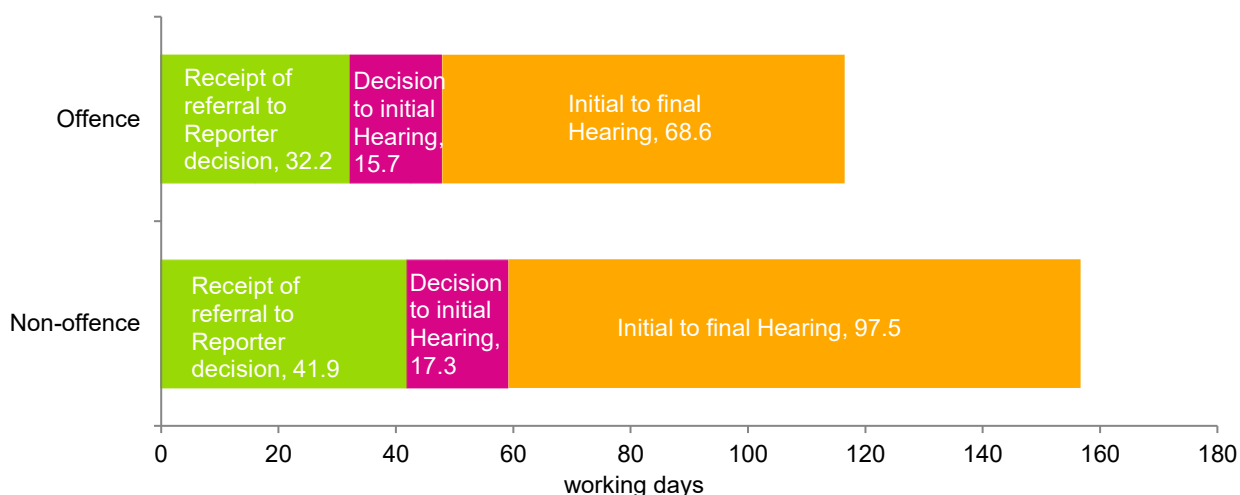 Offence
Receipt of
referral to
Reporter
decision, 32.2
Decision
to initial
Hearing,
15.7
Initial to final
Hearing, 68.6
Non-offence
Receipt of
referral to
Reporter
decision, 41.9
Decision
to initial
Hearing,
17.3
Initial to final Hearing, 97.5
0 20 40 60 80 100 120 140 160 180
working days